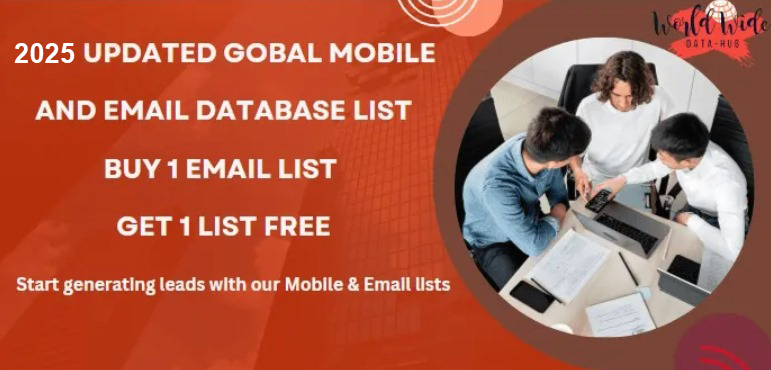 2025 UPDATED GOBAL MOBILE
AND EMAIL DATABASE LIST
BUY 1 EMAIL LIST
GET 1 LIST FREE
Start generating leads with our Mobile & Email lists
World Wide
DATA-HUB